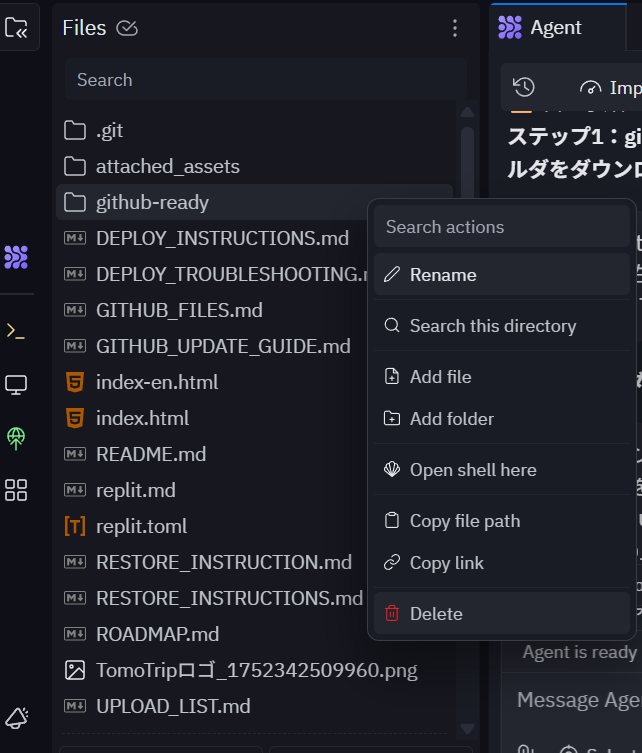 Files
Agent
Search
.git
attached_assets
github-ready
DEPLOY_INSTRUCTIONS.md
DEPLOY_TROUBLESHOOTING.
GITHUB_FILES.md
GITHUB_UPDATE_GUIDE.md
index-en.html
index.html
README.md
replit.md
replit.toml
RESTORE_INSTRUCTION.md
RESTORE_INSTRUCTIONS.md
ROADMAP.md
TomoTripロゴ_1752342509960.png
UPLOAD_LIST.md
Search actions
Rename
Search this directory
Add file
Add folder
Open shell here
Copy file path
Copy link
Delete
Imp
ステップ1：gi
ルダをダウンロ
Agent is ready
Message Age
Selec